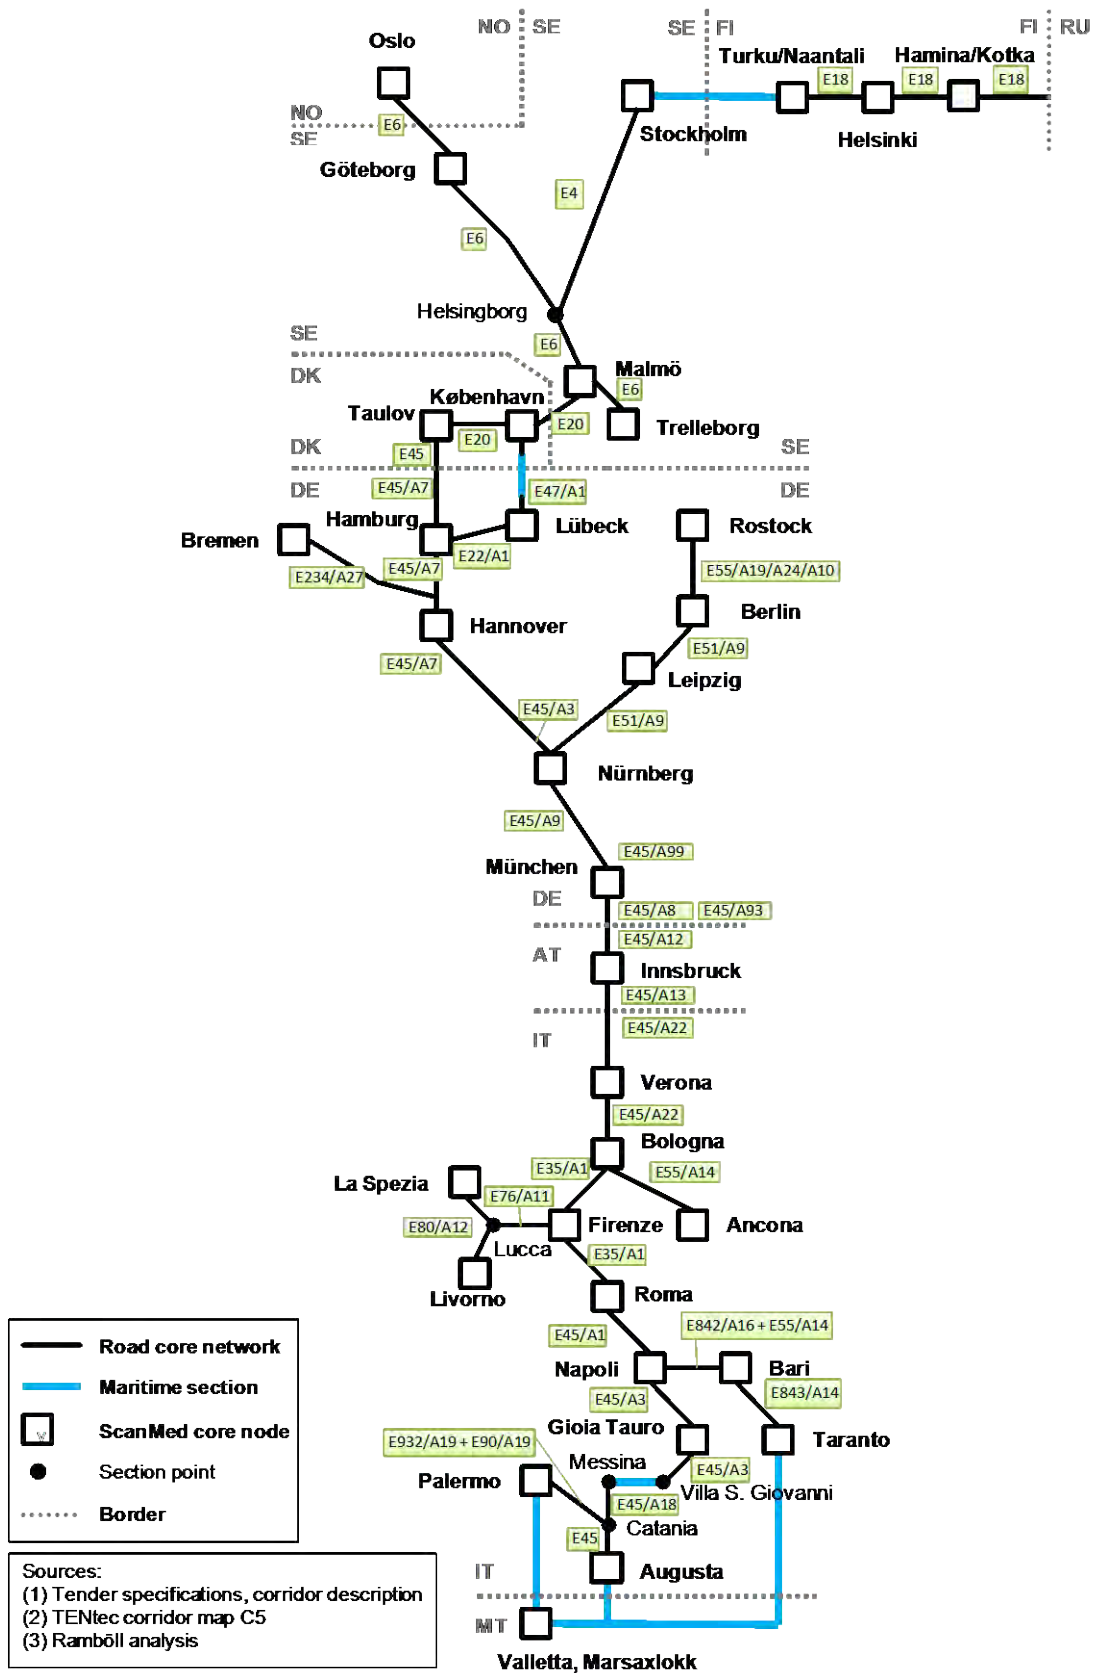 NO SE SE FI FI RU
Oslo
Turku/Naantali Hamina/Kotka
E18 E18 E18
NO
E6
SE
Stockholm Helsinki
Göteborg
E4
E6
Helsingborg
SE
E6
DK
Malmö
E6
København
Taulov
E20
Trelleborg
E20
DK
E45
SE
DE
E45/A7
E47/A1
DE
Hamburg
Lübeck
Rostock
Bremen
E22/A1
E45/A7
E234/A27
E55/A19/A24/A10
Berlin
Hannover
E51/A9
E45/A7
Leipzig
E45/A3
E51/A9
Nürnberg
E45/A9
E45/A99
München
DE
E45/A8 E45/A93
E45/A12
AT
Innsbruck
E45/A13
E45/A22
IT
Verona
E45/A22
Bologna
E35/A1
E55/A14
La Spezia
E76/A11
E80/A12
Firenze
Ancona
Lucca
E35/A1
Livorno
Roma
E842/A16 + E55/A14
E45/A1
Napoli
Bari
E45/A3
E843/A14
Gioia Tauro
Taranto
E932/A19 + E90/A19
Messina
E45/A3
Palermo
Villa S. Giovanni
E45/A18
Catania
E45
Augusta
IT
MT
Valletta, Marsaxlokk
Road core network
Maritime section
ScanMed core node
Section point
Border
Sources:
(1) Tender specifications, corridor description
(2) TENtec corridor map C5
(3) Ramböll analysis